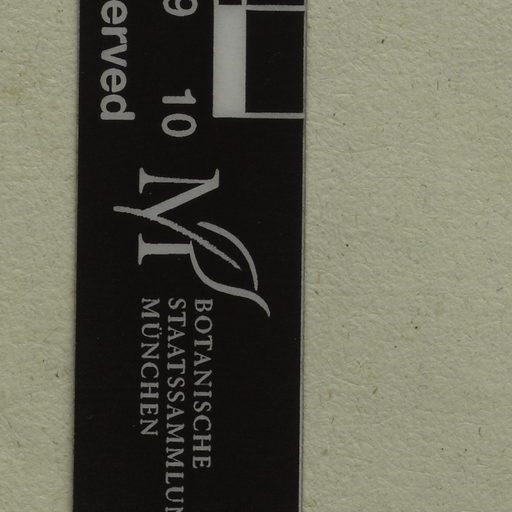 erved
9 10
BOTANISCHE
STAATSSAMMLUN
MÜNCHEN